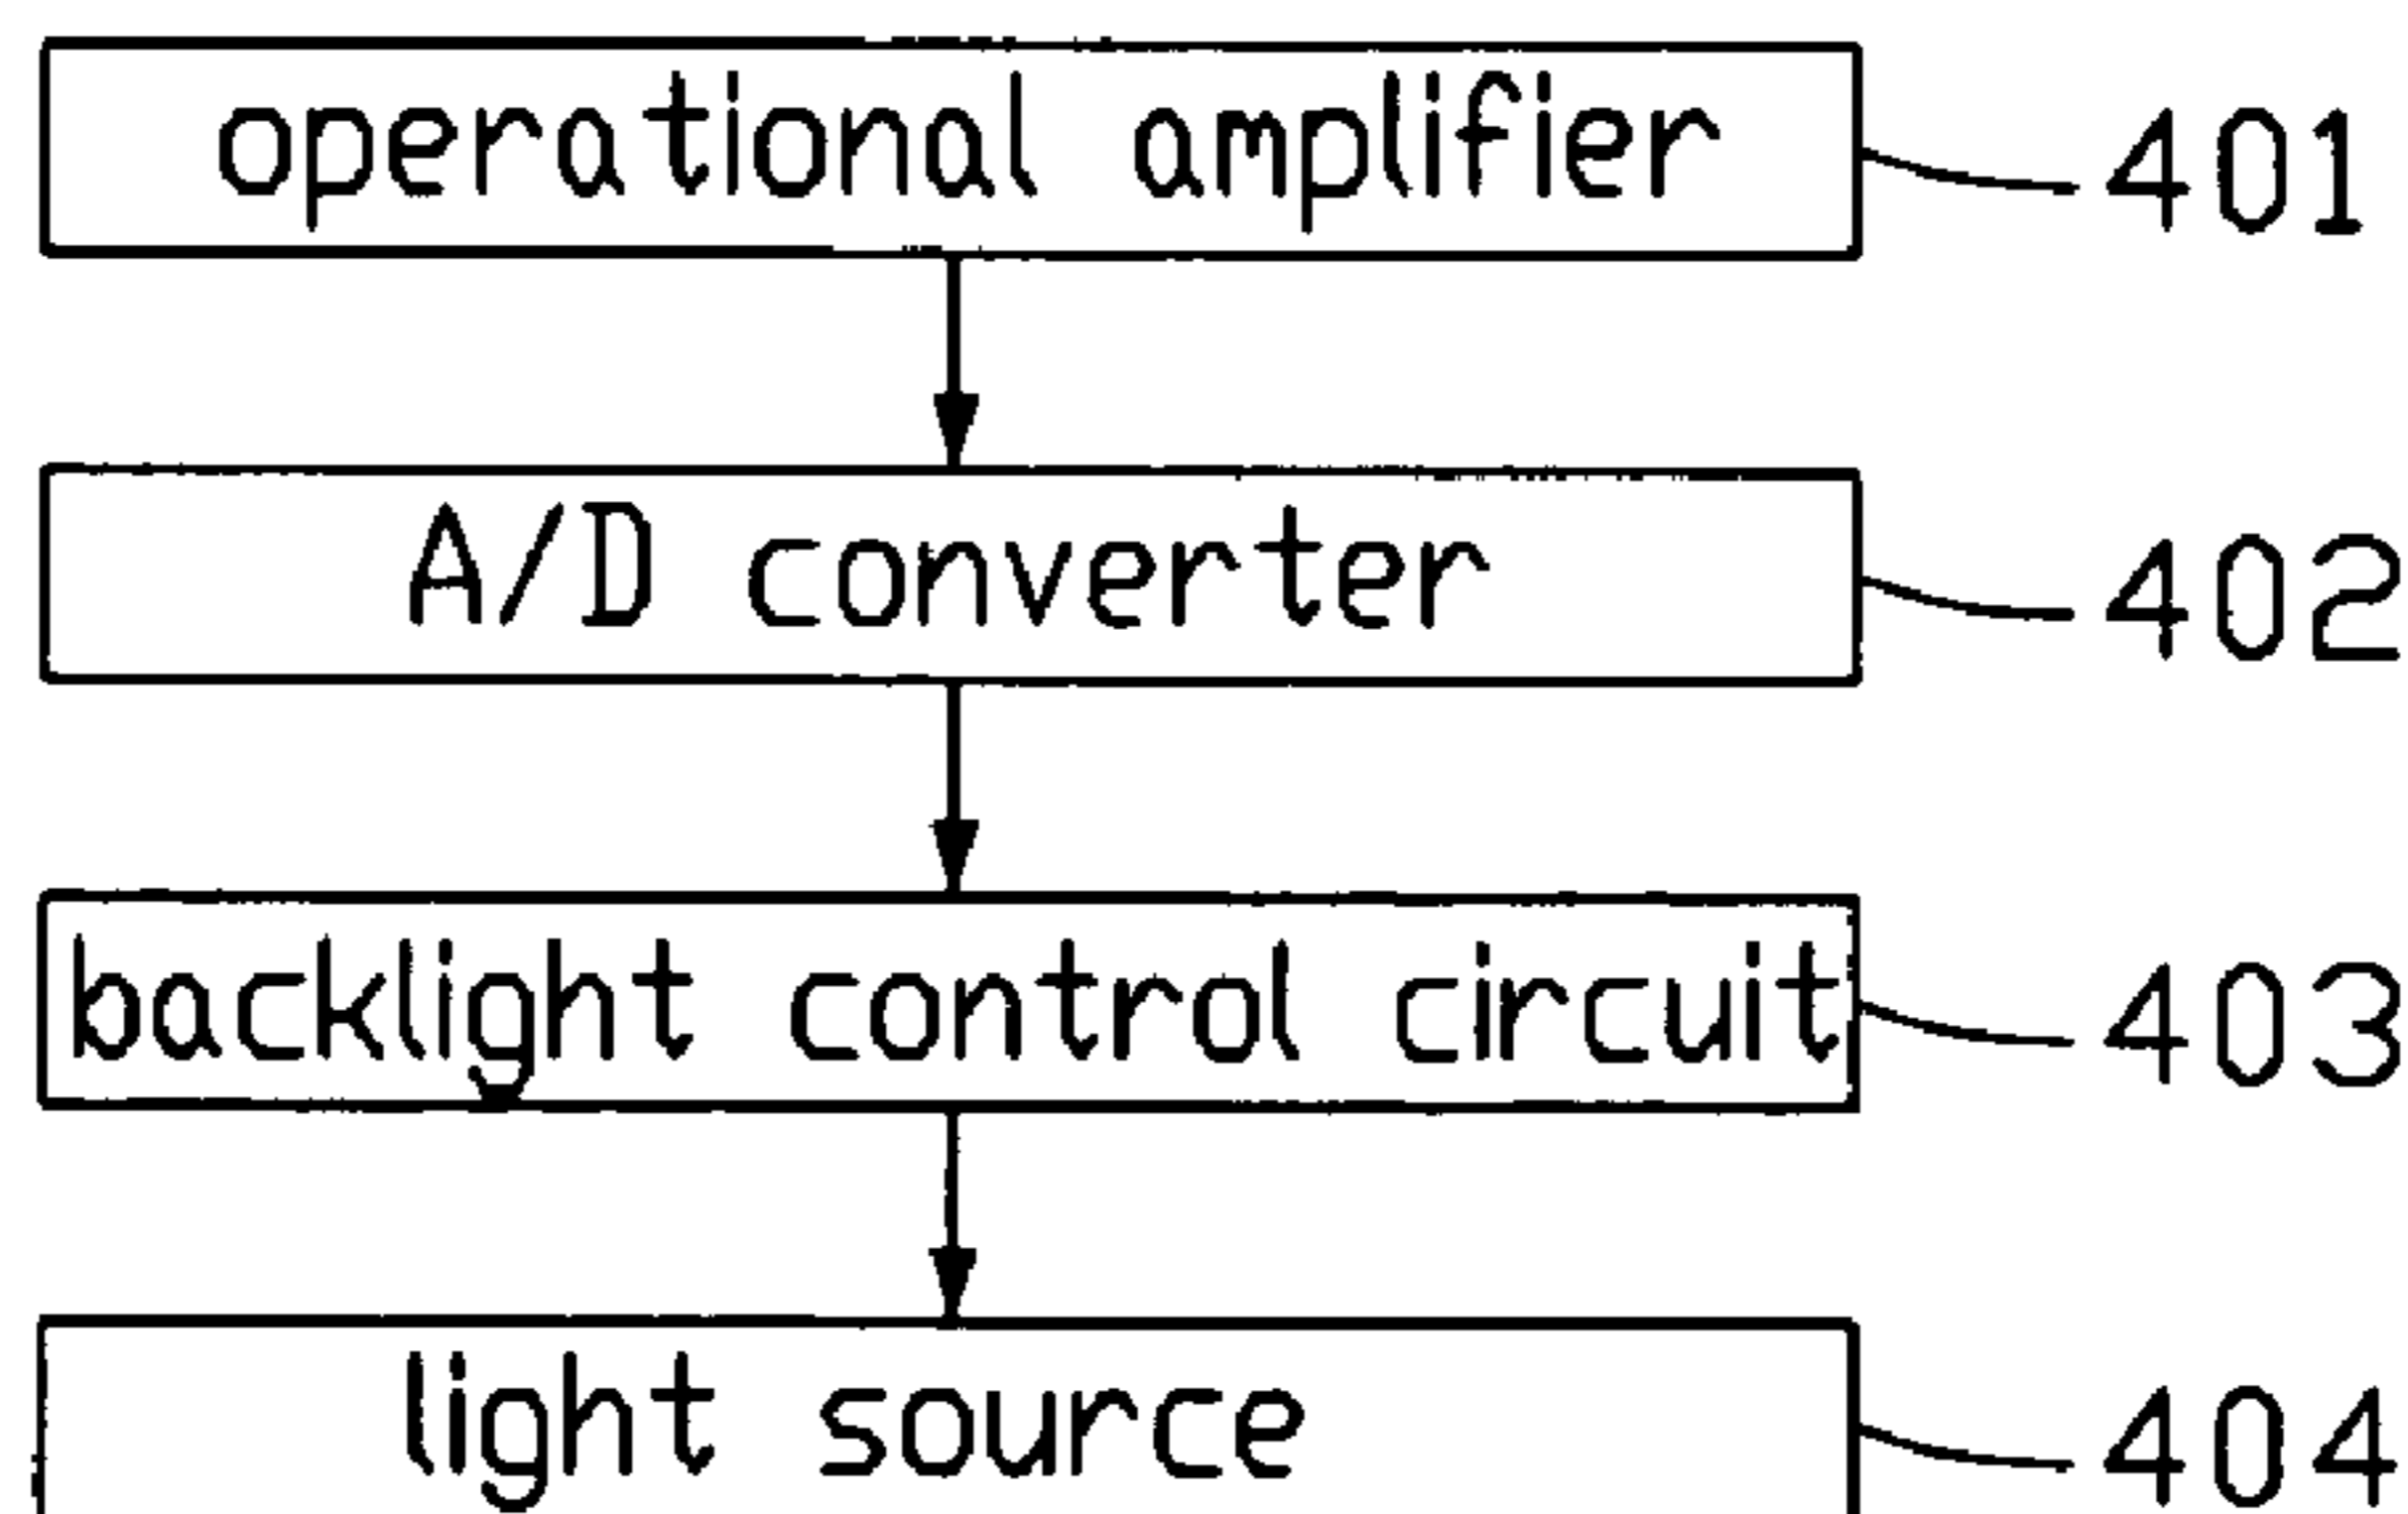 operational amplifier 401
A/D converter 402
backlight control circuit 403
light source 404